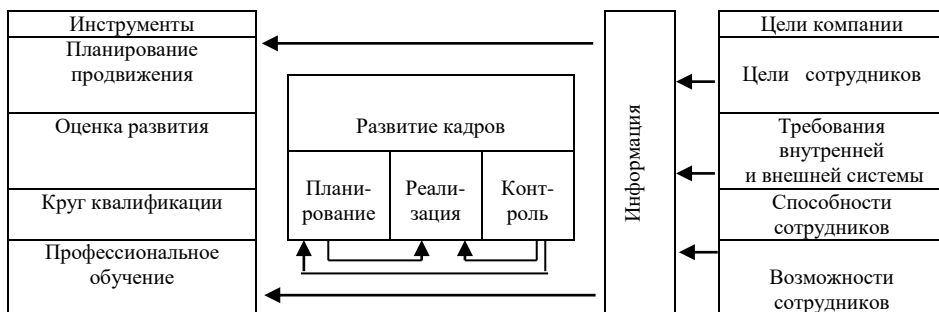 Инструменты
Планирование
продвижения
Оценка развития
Круг квалификации
Профессиональное
обучение
Развитие кадров
Плани-
рование
Реали-
зация
Конт-
роль
Информация
Цели компании
Цели сотрудников
Требования
внутренней
и внешней системы
Способности
сотрудников
Возможности
сотрудников